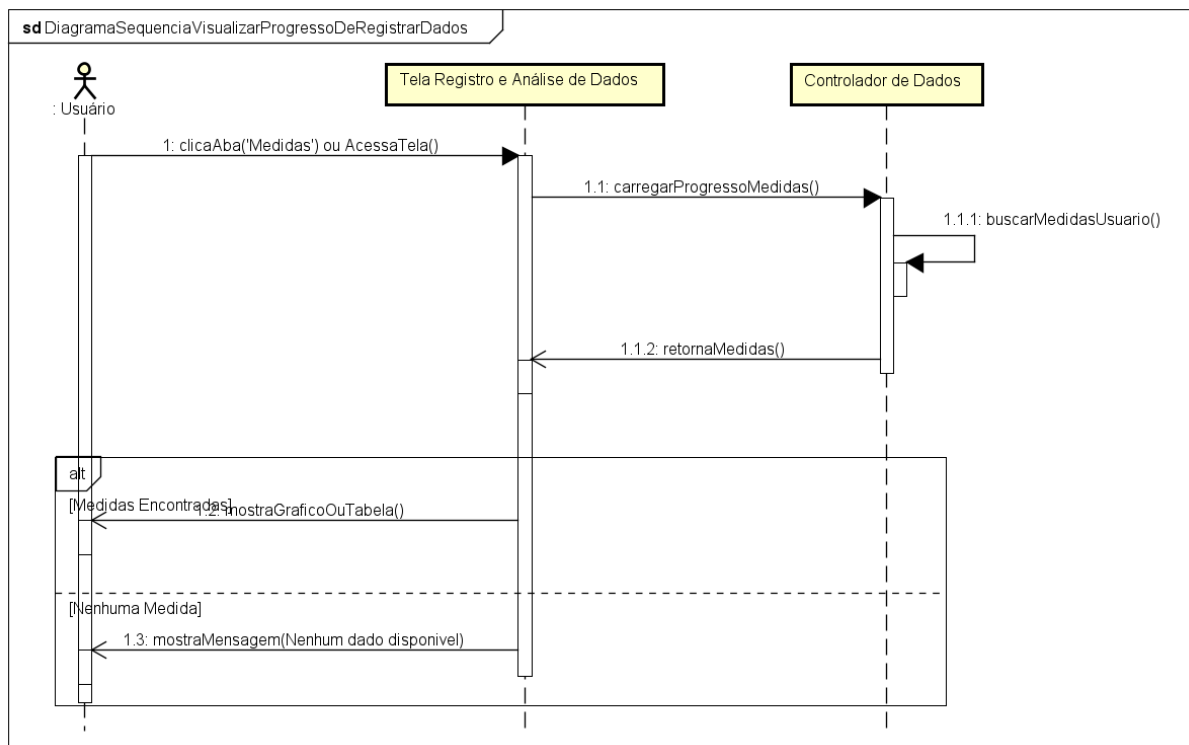 sd DiagramaSequenciaVisualizarProgressoDeRegistrarDados
: Usuário
Tela Registro e Análise de Dados
Controlador de Dados
1: clicaAba('Medidas') ou AcessaTela()
1.1: carregarProgressoMedidas()
1.1.1: buscarMedidasUsuario()
1.1.2: retornaMedidas()
alt
[Medidas Encontradas]
1.2: mostraGraficoOuTabela()
[Nenhuma Medida]
1.3: mostraMensagem(Nenhum dado disponivel)